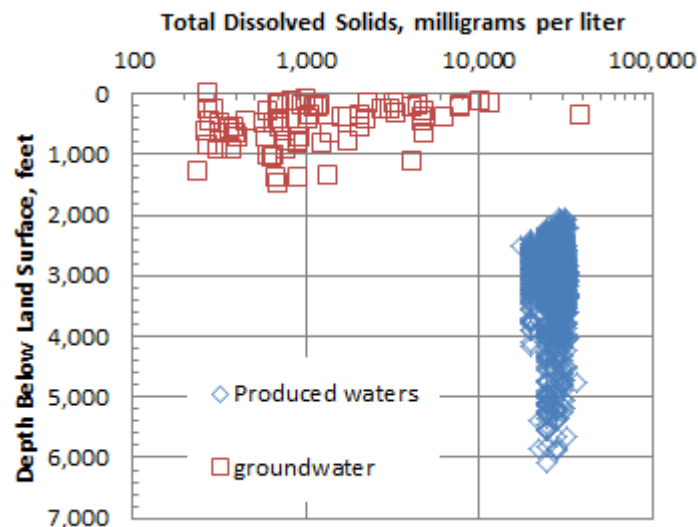 Total Dissolved Solids, milligrams per liter
100 1,000 10,000 100,000
Depth Below Land Surface, feet
0
1,000
2,000
3,000
4,000
5,000
6,000
7,000
Produced waters
groundwater